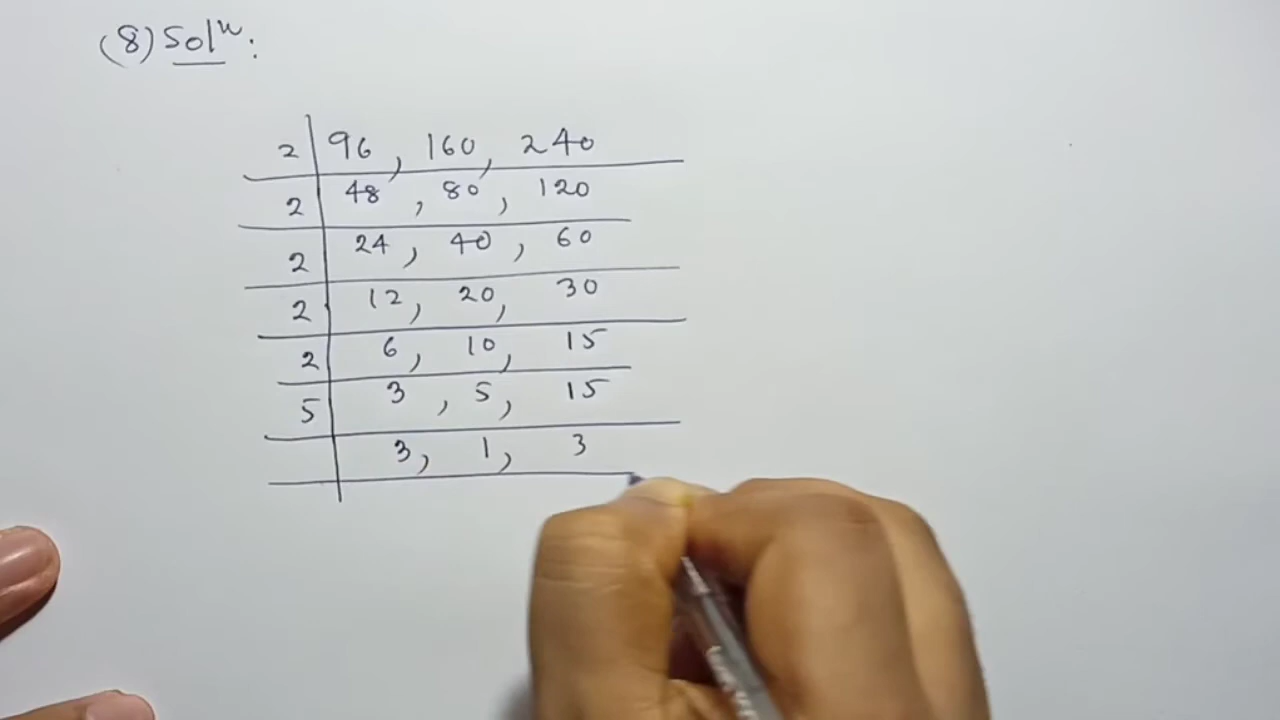 (8) Solⁿ:
2 96, 160, 240
2 48, 80, 120
2 24, 40, 60
2 12, 20, 30
2 6, 10, 15
5 3, 5, 15
3, 1, 3